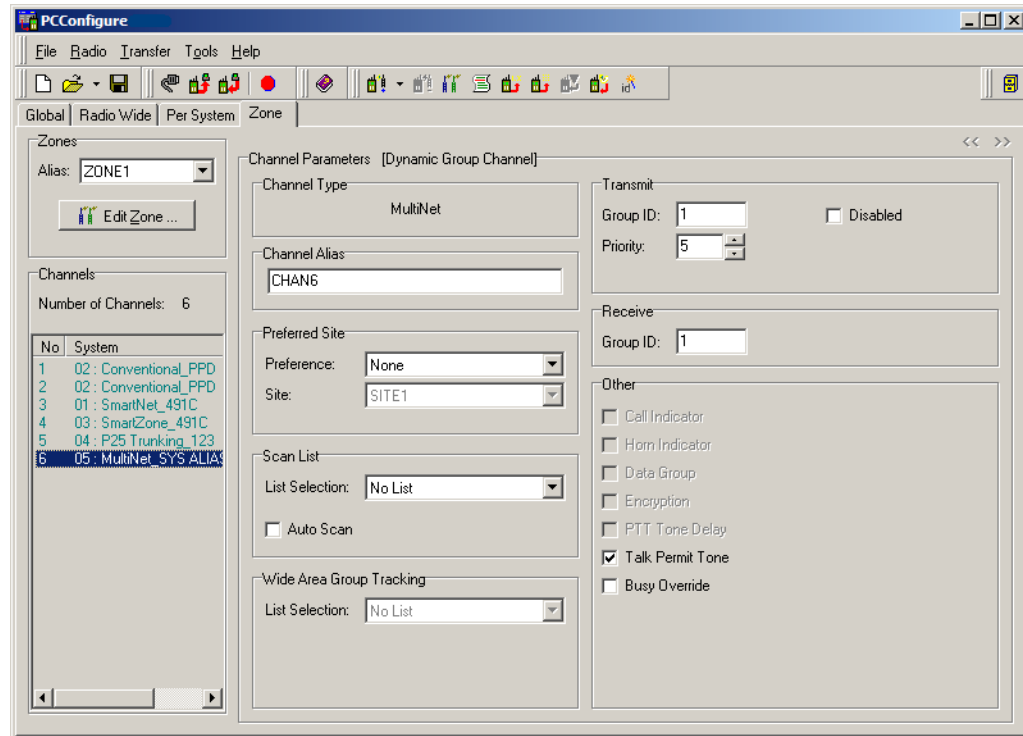 PCConfigure
File Radio Transfer Tools Help
Global Radio Wide Per System Zone
<< >>
Zones
Alias: ZONE1
Edit Zone ...
Channels
Number of Channels: 6
No System
1 02 : Conventional_PPD
2 02 : Conventional_PPD
3 01 : SmartNet_491C
4 03 : SmartZone_491C
5 04 : P25 Trunking_123
6 05 : MultiNet_SYS ALIAS
Channel Parameters [Dynamic Group Channel]
Channel Type
MultiNet
Channel Alias
CHAN6
Preferred Site
Preference: None
Site: SITE1
Scan List
List Selection: No List
Auto Scan
Wide Area Group Tracking
List Selection: No List
Transmit
Group ID: 1 Disabled
Priority: 5
Receive
Group ID: 1
Other
Call Indicator
Horn Indicator
Data Group
Encryption
PTT Tone Delay
Talk Permit Tone
Busy Override